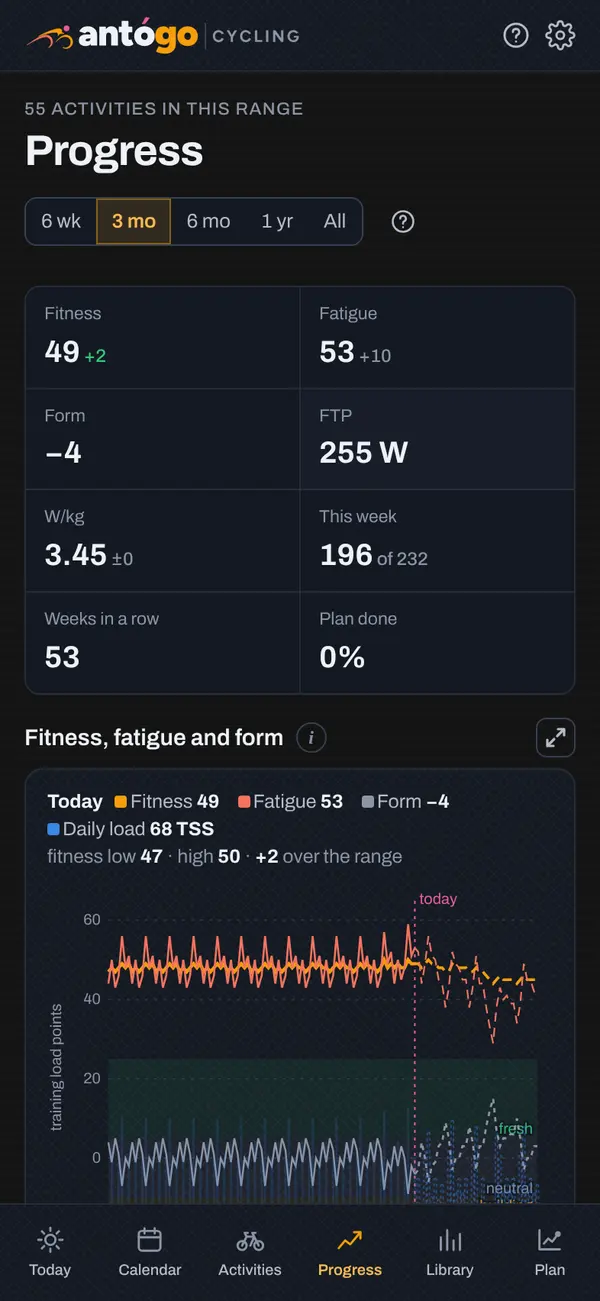 antógo CYCLING
55 ACTIVITIES IN THIS RANGE
Progress
6 wk 3 mo 6 mo 1 yr All
Fitness
49 +2
Fatigue
53 +10
Form
−4
FTP
255 W
W/kg
3.45 ±0
This week
196 of 232
Weeks in a row
53
Plan done
0%
Fitness, fatigue and form i
Today Fitness 49 Fatigue 53 Form −4
Daily load 68 TSS
fitness low 47 · high 50 · +2 over the range
today
60
40
training load points
20
fresh
0
neutral
Today Calendar Activities Progress Library Plan